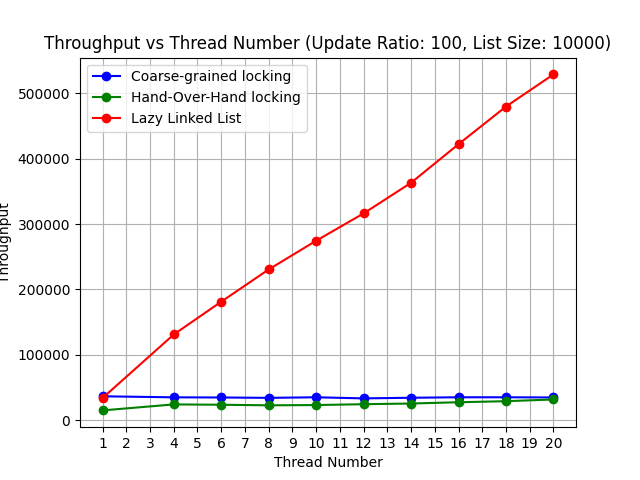 Throughput vs Thread Number (Update Ratio: 100, List Size: 10000)
Coarse-grained locking
Hand-Over-Hand locking
Lazy Linked List
500000
400000
300000
200000
100000
0
Throughput
1 2 3 4 5 6 7 8 9 10 11 12 13 14 15 16 17 18 19 20
Thread Number